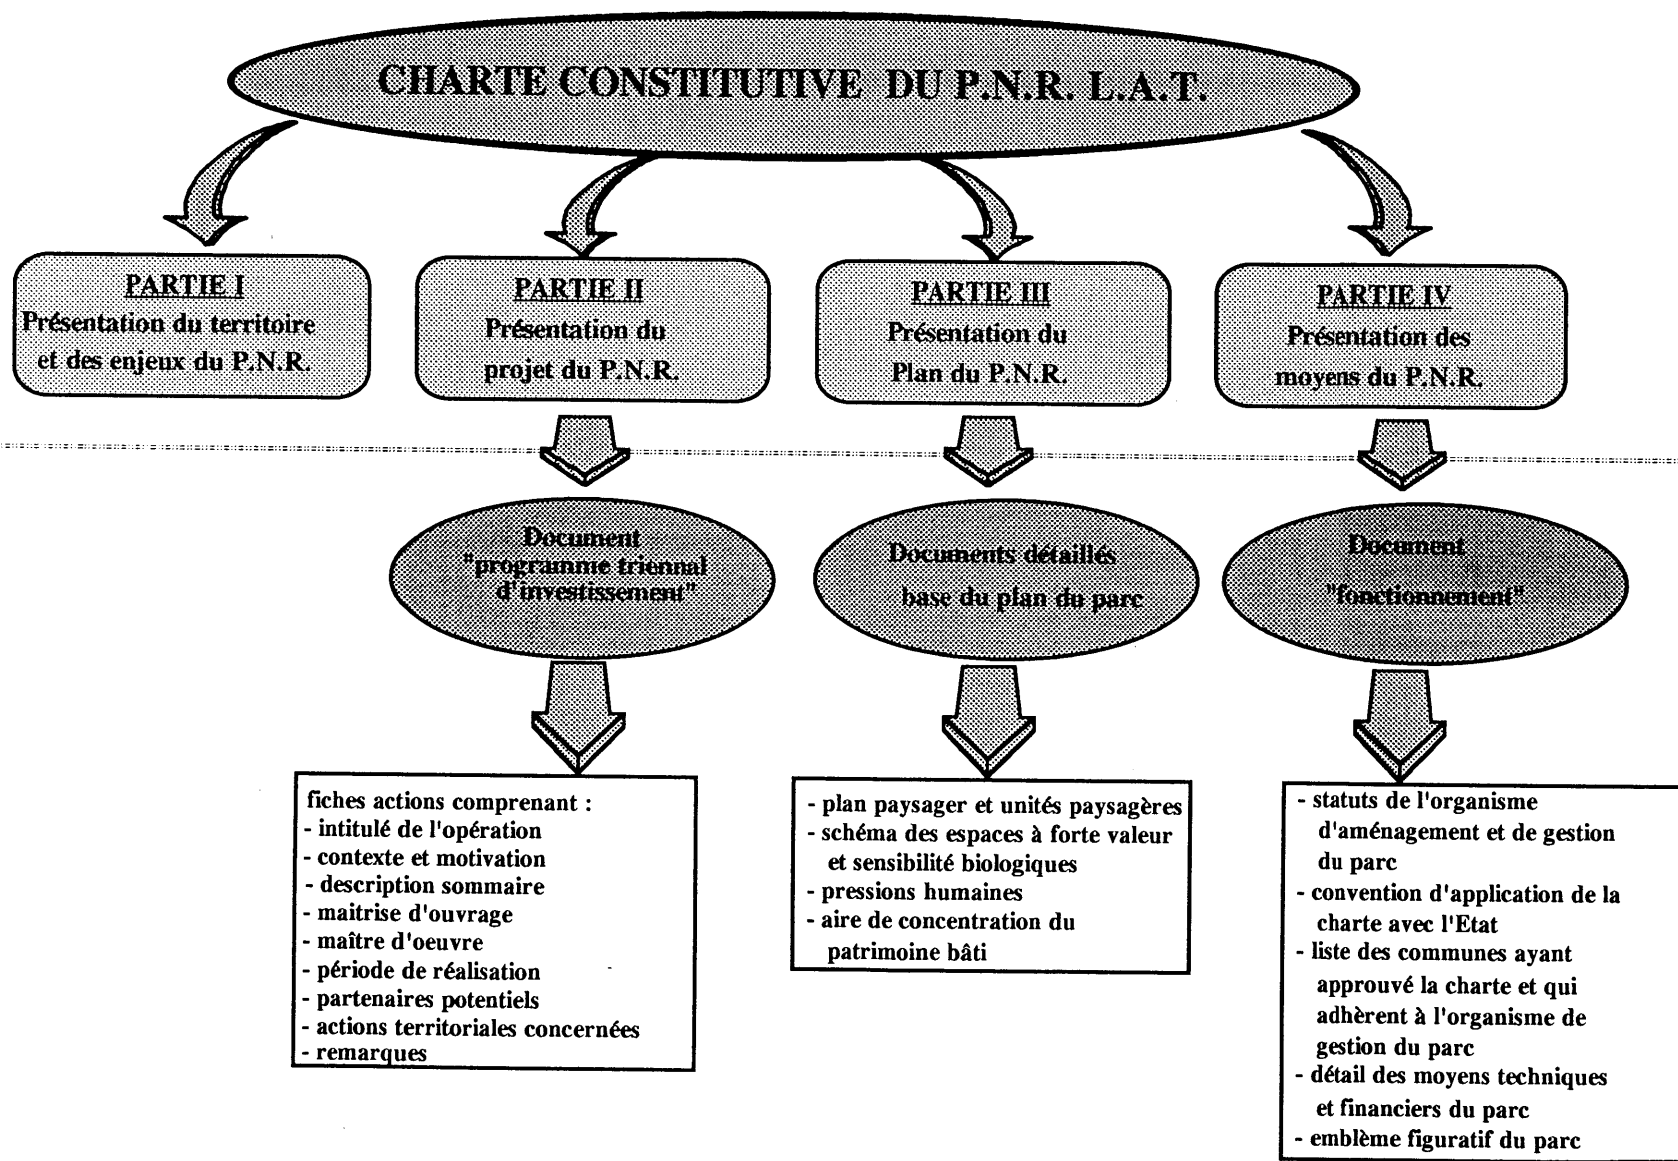 CHARTE CONSTITUTIVE DU P.N.R. L.A.T.
PARTIE I
Présentation du territoire
et des enjeux du P.N.R.
PARTIE II
Présentation du
projet du P.N.R.
PARTIE III
Présentation du
Plan du P.N.R.
PARTIE IV
Présentation des
moyens du P.N.R.
Document
"programme triennal
d'investissement"
Documents détaillés
base du plan du parc
Document
"fonctionnement"
fiches actions comprenant :
- intitulé de l'opération
- contexte et motivation
- description sommaire
- maitrise d'ouvrage
- maître d'oeuvre
- période de réalisation
- partenaires potentiels
- actions territoriales concernées
- remarques
- plan paysager et unités paysagères
- schéma des espaces à forte valeur
et sensibilité biologiques
- pressions humaines
- aire de concentration du
patrimoine bâti
- statuts de l'organisme
d'aménagement et de gestion
du parc
- convention d'application de la
charte avec l'Etat
- liste des communes ayant
approuvé la charte et qui
adhèrent à l'organisme de
gestion du parc
- détail des moyens techniques
et financiers du parc
- emblème figuratif du parc